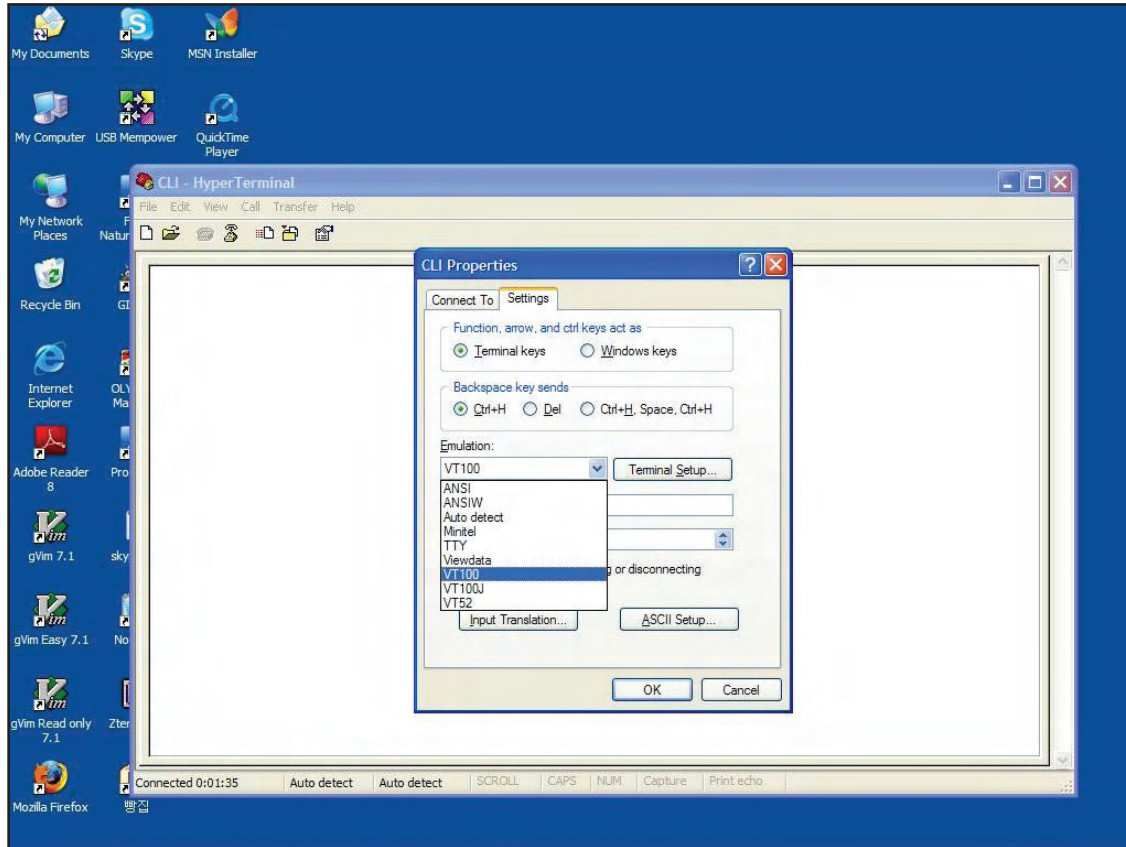 My Documents
Skype
MSN Installer
My Computer
USB Mempower
QuickTime
Player
My Network
Places
Natur
Recycle Bin
Internet
Explorer
Adobe Reader
8
gVim 7.1
sky
gVim Easy 7.1
No
gVim Read only
7.1
Zter
Mozilla Firefox
빵집
CLI - HyperTerminal
File Edit View Call Transfer Help
CLI Properties
Connect To Settings
Function, arrow, and ctrl keys act as
Terminal keys Windows keys
Backspace key sends
Ctrl+H Del Ctrl+H, Space, Ctrl+H
Emulation:
VT100 Terminal Setup...
ANSI
ANSIW
Auto detect
Minitel
TTY
Viewdata
VT100
VT100J
VT52
or disconnecting
Input Translation... ASCII Setup...
OK Cancel
Connected 0:01:35 Auto detect Auto detect SCROLL CAPS NUM Capture Print echo